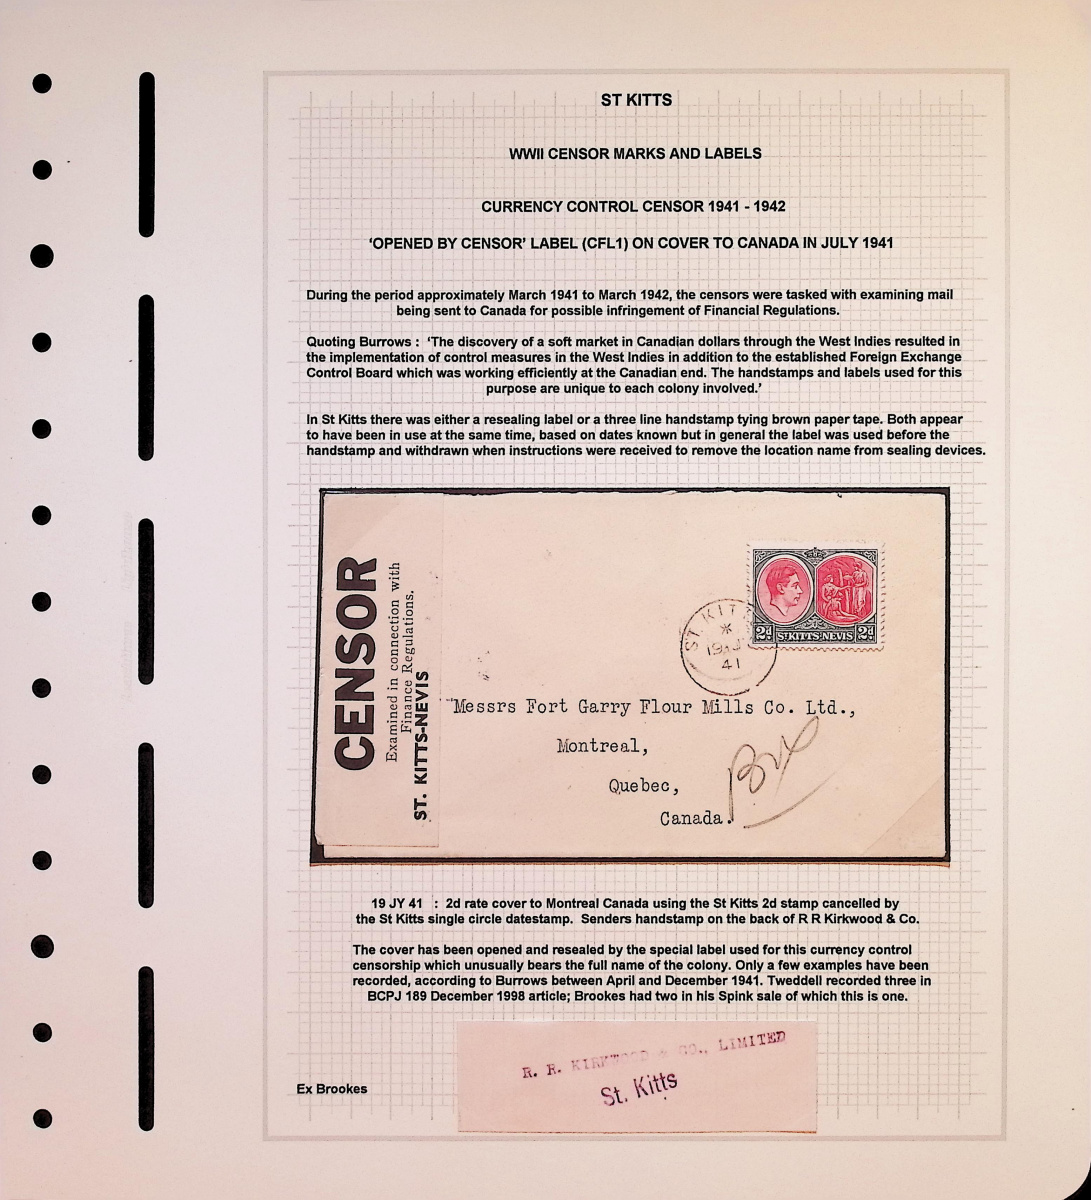 ST KITTS
WWII CENSOR MARKS AND LABELS
CURRENCY CONTROL CENSOR 1941 - 1942
‘OPENED BY CENSOR’ LABEL (CFL1) ON COVER TO CANADA IN JULY 1941
During the period approximately March 1941 to March 1942, the censors were tasked with examining mail
being sent to Canada for possible infringement of Financial Regulations.
Quoting Burrows : ‘The discovery of a soft market in Canadian dollars through the West Indies resulted in
the implementation of control measures in the West Indies in addition to the established Foreign Exchange
Control Board which was working efficiently at the Canadian end. The handstamps and labels used for this
purpose are unique to each colony involved.’
In St Kitts there was either a resealing label or a three line handstamp tying brown paper tape. Both appear
to have been in use at the same time, based on dates known but in general the label was used before the
handstamp and withdrawn when instructions were received to remove the location name from sealing devices.
CENSOR
Examined in connection with
Finance Regulations.
ST. KITTS-NEVIS
2d ST KITTS-NEVIS 2d
ST. KITT
19 J
41
Messrs Fort Garry Flour Mills Co. Ltd.,
Montreal,
Quebec,
Canada.
19 JY 41 : 2d rate cover to Montreal Canada using the St Kitts 2d stamp cancelled by
the St Kitts single circle datestamp. Senders handstamp on the back of R R Kirkwood & Co.
The cover has been opened and resealed by the special label used for this currency control
censorship which unusually bears the full name of the colony. Only a few examples have been
recorded, according to Burrows between April and December 1941. Tweddell recorded three in
BCPJ 189 December 1998 article; Brookes had two in his Spink sale of which this is one.
R. R. KIRKWOOD & CO., LIMITED
St. Kitts
Ex Brookes